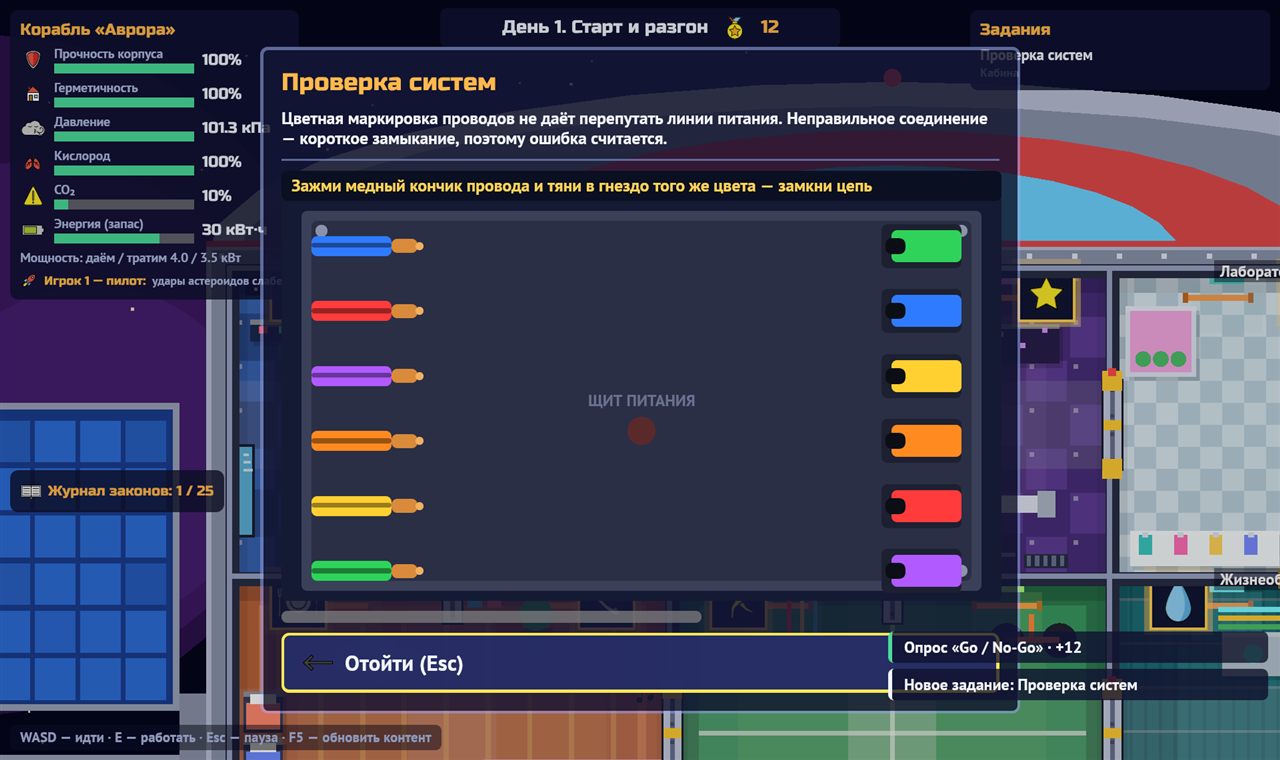 Корабль «Аврора»
Прочность корпуса
100%
Герметичность
100%
Давление
101.3 кПа
Кислород
100%
CO₂
10%
Энергия (запас)
30 кВт·ч
Мощность: даём / тратим 4.0 / 3.5 кВт
Игрок 1 — пилот: удары астероидов слабе
День 1. Старт и разгон
12
Задания
Проверка систем
Кабина
Проверка систем
Цветная маркировка проводов не даёт перепутать линии питания. Неправильное соединение
— короткое замыкание, поэтому ошибка считается.
Зажми медный кончик провода и тяни в гнездо того же цвета — замкни цепь
ЩИТ ПИТАНИЯ
Лаборато
Журнал законов: 1 / 25
Жизнеоб
Отойти (Esc)
Опрос «Go / No-Go» · +12
Новое задание: Проверка систем
WASD — идти · E — работать · Esc — пауза · F5 — обновить контент